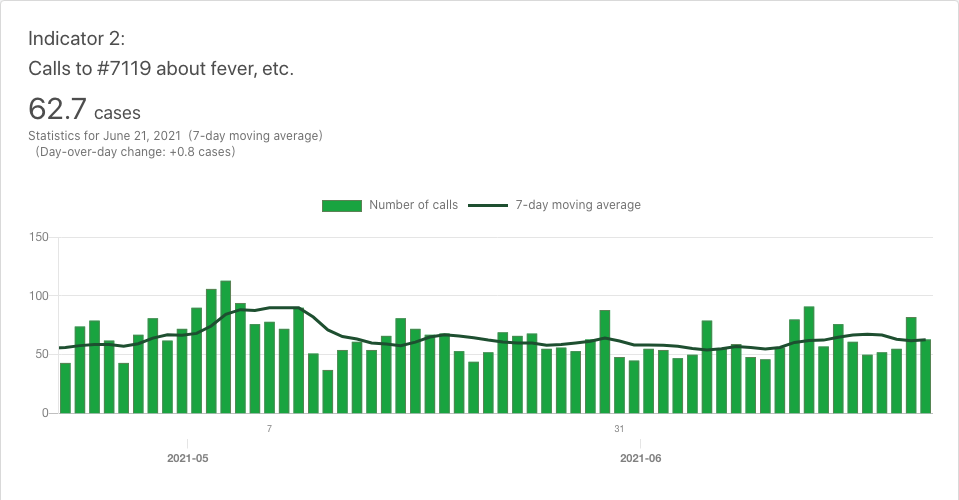 Indicator 2:
Calls to #7119 about fever, etc.
62.7 cases
Statistics for June 21, 2021 (7-day moving average)
(Day-over-day change: +0.8 cases)
Number of calls 7-day moving average
150
100
50
0
7 31
2021-05 2021-06